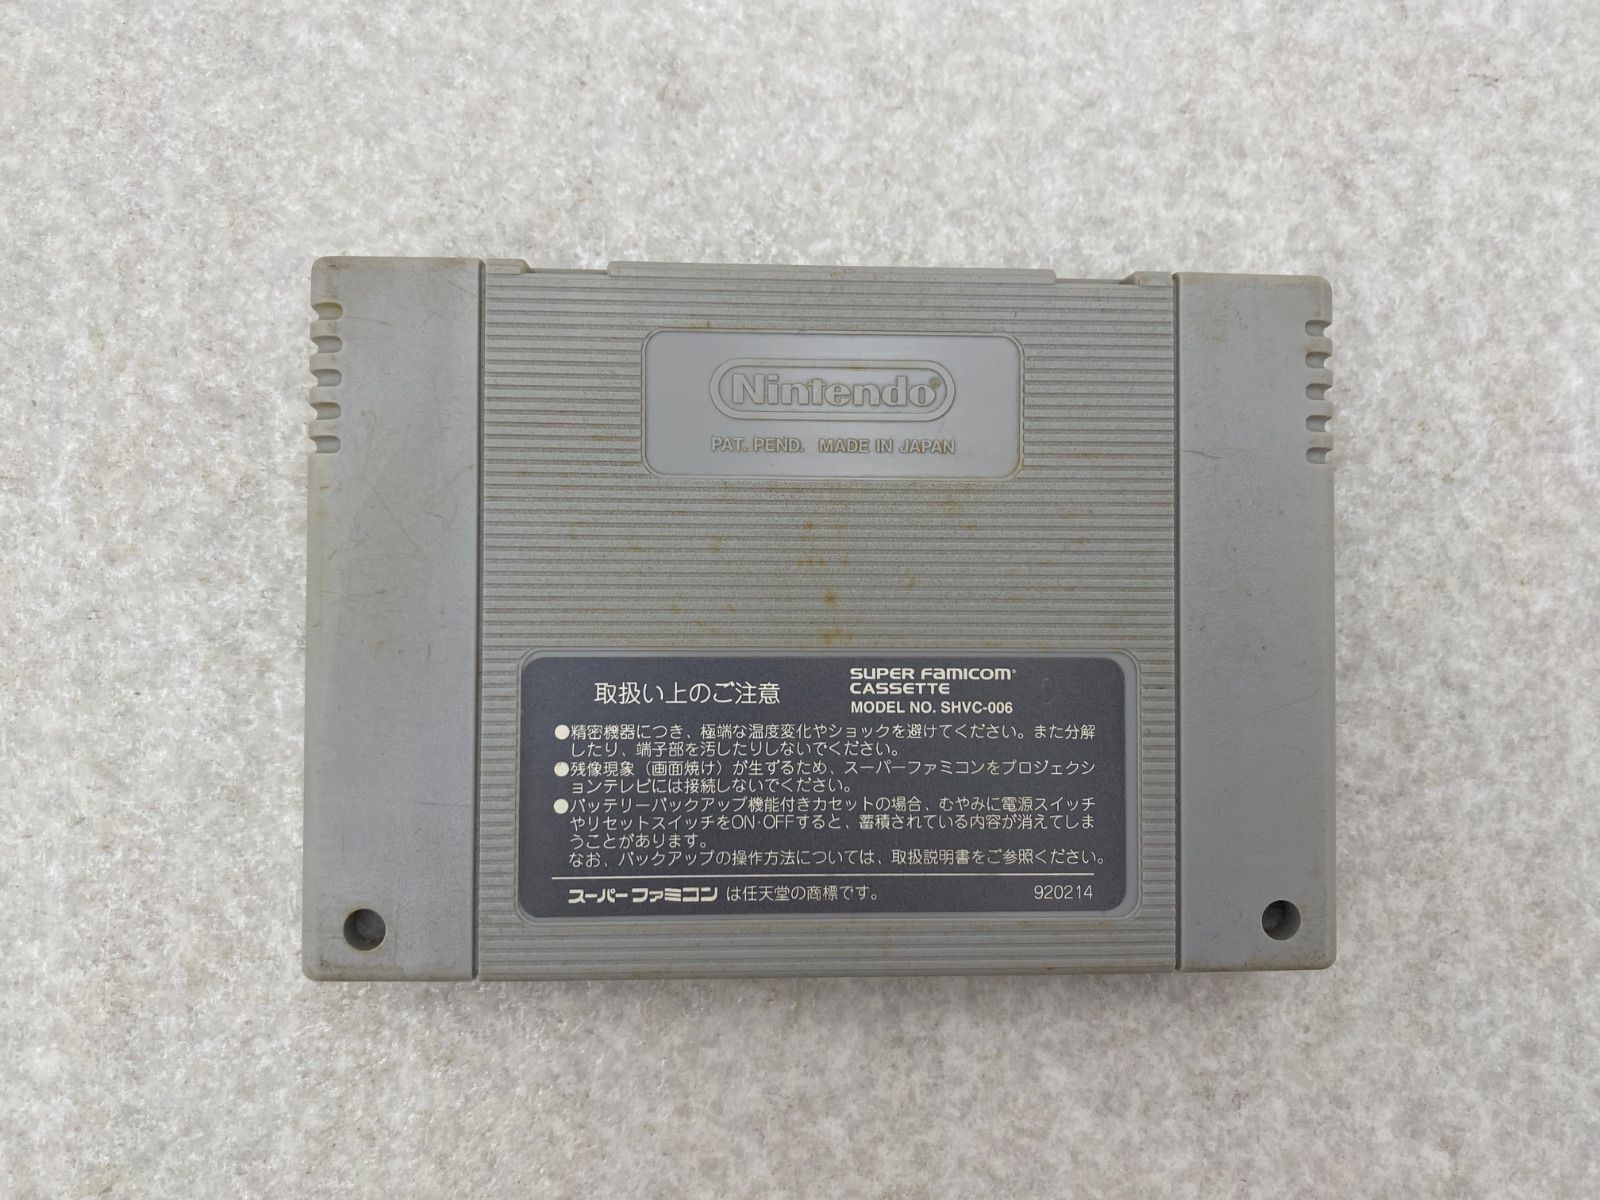 Nintendo®
PAT. PEND. MADE IN JAPAN
取扱い上のご注意
SUPER FAMICOM®
CASSETTE
MODEL NO. SHVC-006
●精密機器につき、極端な温度変化やショックを避けてください。また分解
したり、端子部を汚したりしないでください。
●残像現象（画面焼け）が生ずるため、スーパーファミコンをプロジェクシ
ョンテレビには接続しないでください。
●バッテリーバックアップ機能付きカセットの場合、むやみに電源スイッチ
やリセットスイッチをON·OFFすると、蓄積されている内容が消えてしま
うことがあります。
なお、バックアップの操作方法については、取扱説明書をご参照ください。
スーパーファミコン は任天堂の商標です。
920214